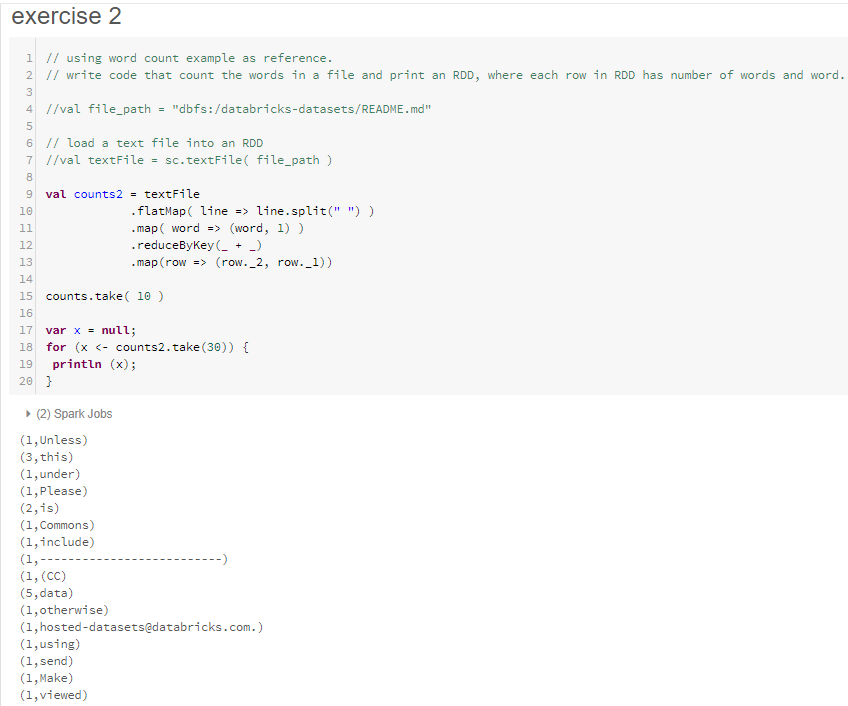 exercise 2
1 // using word count example as reference.
2 // write code that count the words in a file and print an RDD, where each row in RDD has number of words and word.
3
4 //val file_path = "dbfs:/databricks-datasets/README.md"
5
6 // load a text file into an RDD
7 //val textFile = sc.textFile( file_path )
8
9 val counts2 = textFile
10 .flatMap( line => line.split(" ") )
11 .map( word => (word, 1) )
12 .reduceByKey(_ + _)
13 .map(row => (row._2, row._1))
14
15 counts.take( 10 )
16
17 var x = null;
18 for (x <- counts2.take(30)) {
19 println (x);
20 }
(2) Spark Jobs
(1,Unless)
(3,this)
(1,under)
(1,Please)
(2,is)
(1,Commons)
(1,include)
(1,---------------------------)
(1,(CC)
(5,data)
(1,otherwise)
(1,hosted-datasets@databricks.com.)
(1,using)
(1,send)
(1,Make)
(1,viewed)